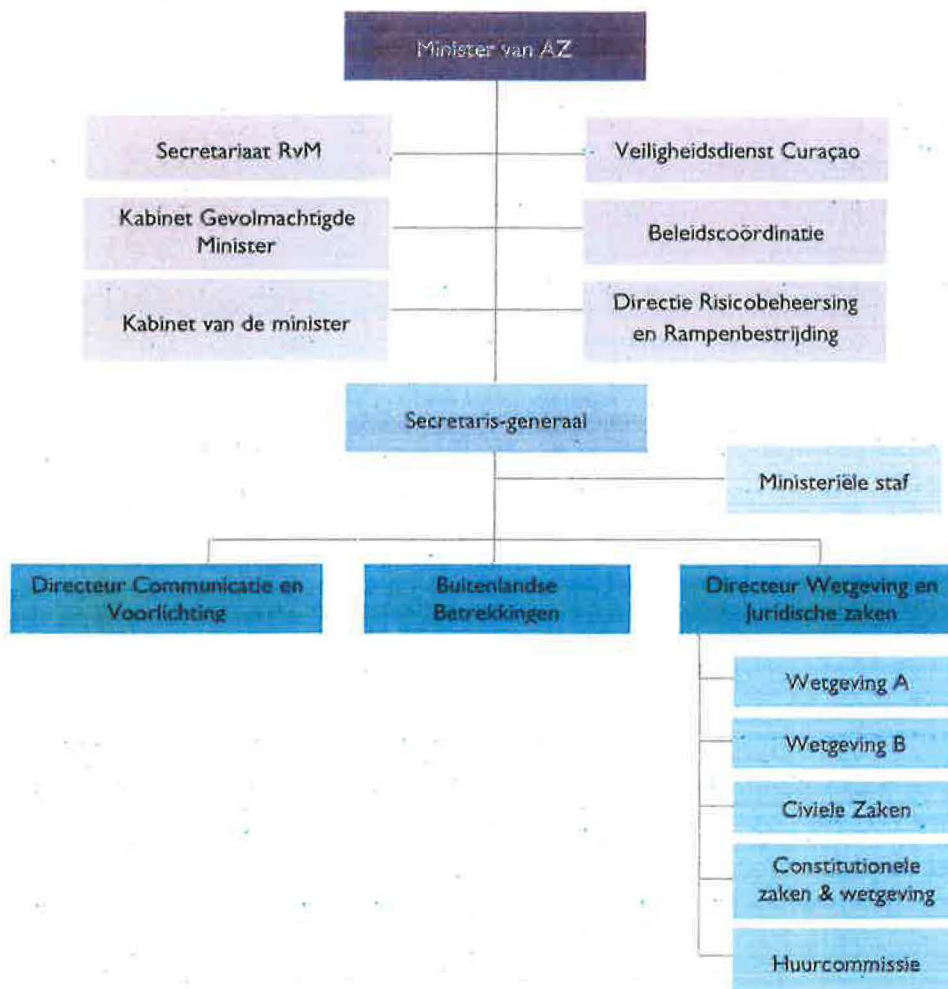 Minister van AZ
Secretariaat RvM
Veiligheidsdienst Curaçao
Kabinet Gevolmachtigde
Minister
Beleidscoördinatie
Kabinet van de minister
Directie Risicobeheersing
en Rampenbestrijding
Secretaris-generaal
Ministeriële staf
Directeur Communicatie en
Voorlichting
Buitenlandse
Betrekkingen
Directeur Wetgeving en
Juridische zaken
Wetgeving A
Wetgeving B
Civiele Zaken
Constitutionele
zaken & wetgeving
Huurcommissie